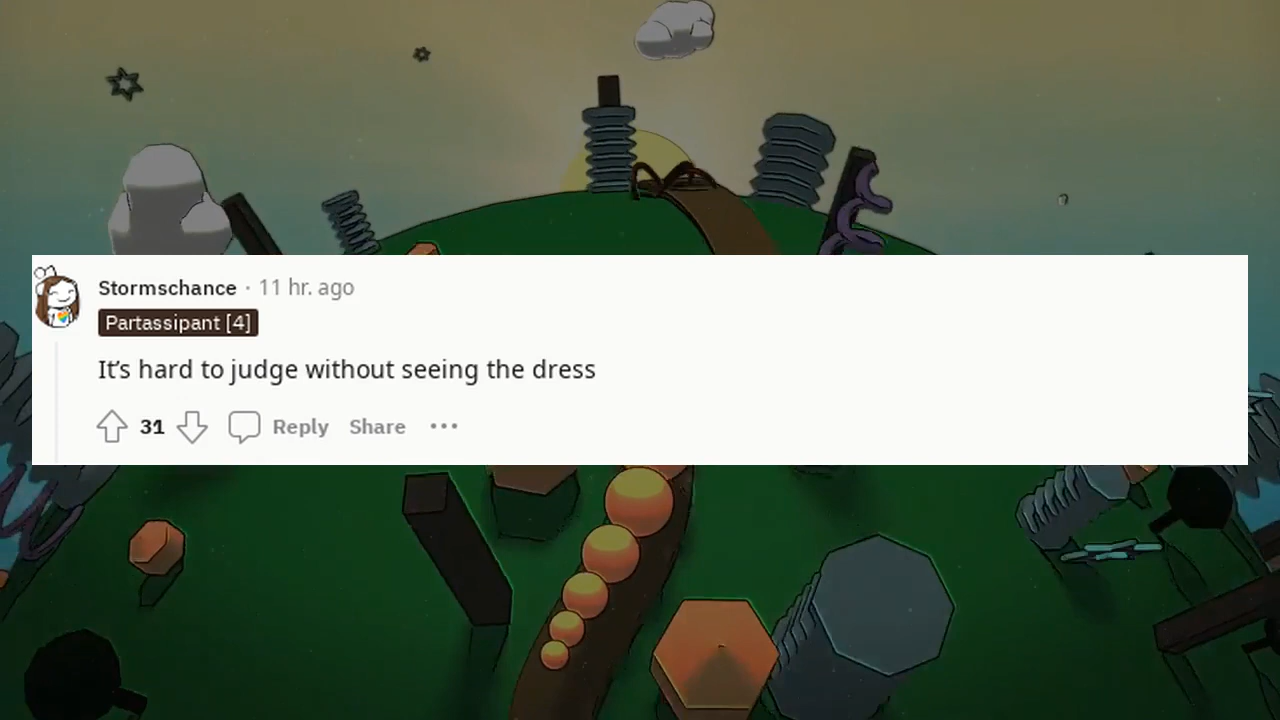 Stormschance · 11 hr. ago
Partassipant [4]
It’s hard to judge without seeing the dress
31 Reply Share ···